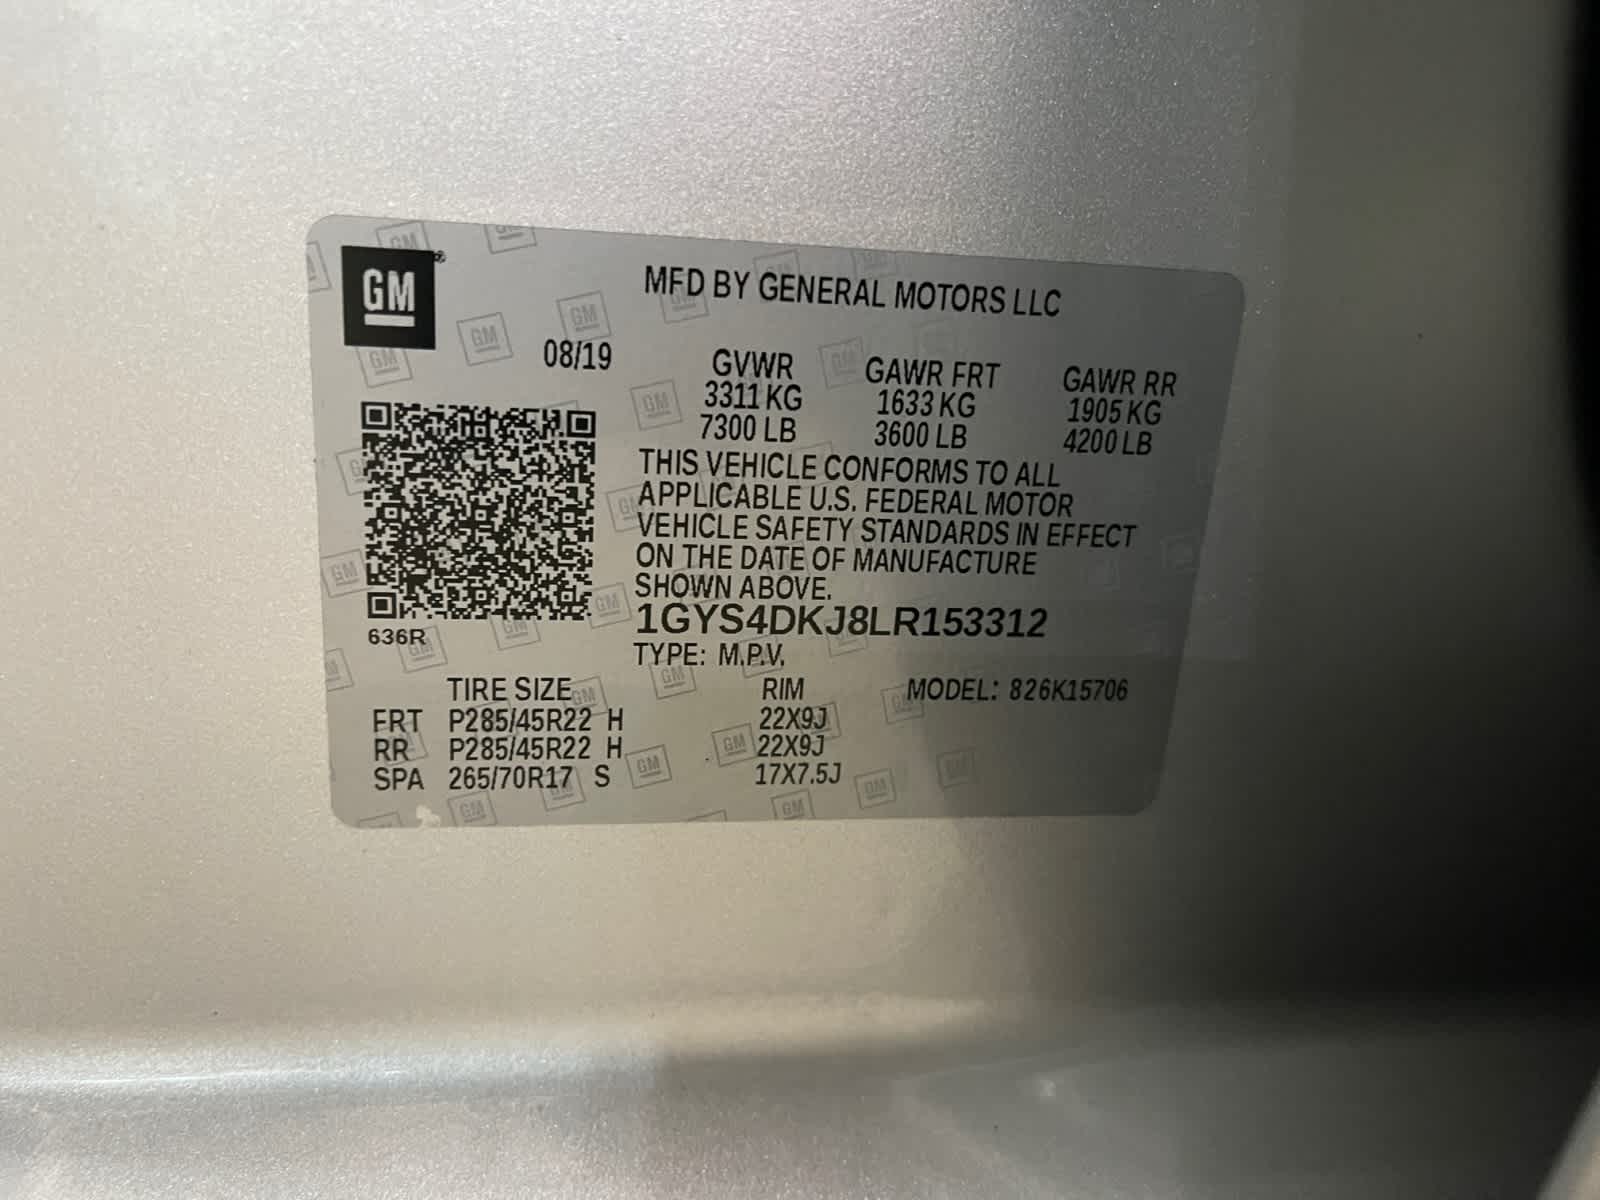 GM®
MFD BY GENERAL MOTORS LLC
08/19
GVWR GAWR FRT GAWR RR
3311 KG 1633 KG 1905 KG
7300 LB 3600 LB 4200 LB
THIS VEHICLE CONFORMS TO ALL
APPLICABLE U.S. FEDERAL MOTOR
VEHICLE SAFETY STANDARDS IN EFFECT
ON THE DATE OF MANUFACTURE
SHOWN ABOVE.
1GYS4DKJ8LR153312
636R
TYPE: M.P.V.
TIRE SIZE RIM MODEL: 826K15706
FRT P285/45R22 H 22X9J
RR P285/45R22 H 22X9J
SPA 265/70R17 S 17X7.5J